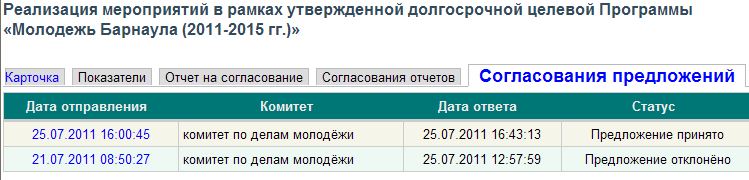 Реализация мероприятий в рамках утвержденной долгосрочной целевой Программы
«Молодежь Барнаула (2011-2015 гг.)»
Карточка Показатели Отчет на согласование Согласования отчетов Согласования предложений
Дата отправления Комитет Дата ответа Статус
25.07.2011 16:00:45 комитет по делам молодёжи 25.07.2011 16:43:13 Предложение принято
21.07.2011 08:50:27 комитет по делам молодёжи 25.07.2011 12:57:59 Предложение отклонёно